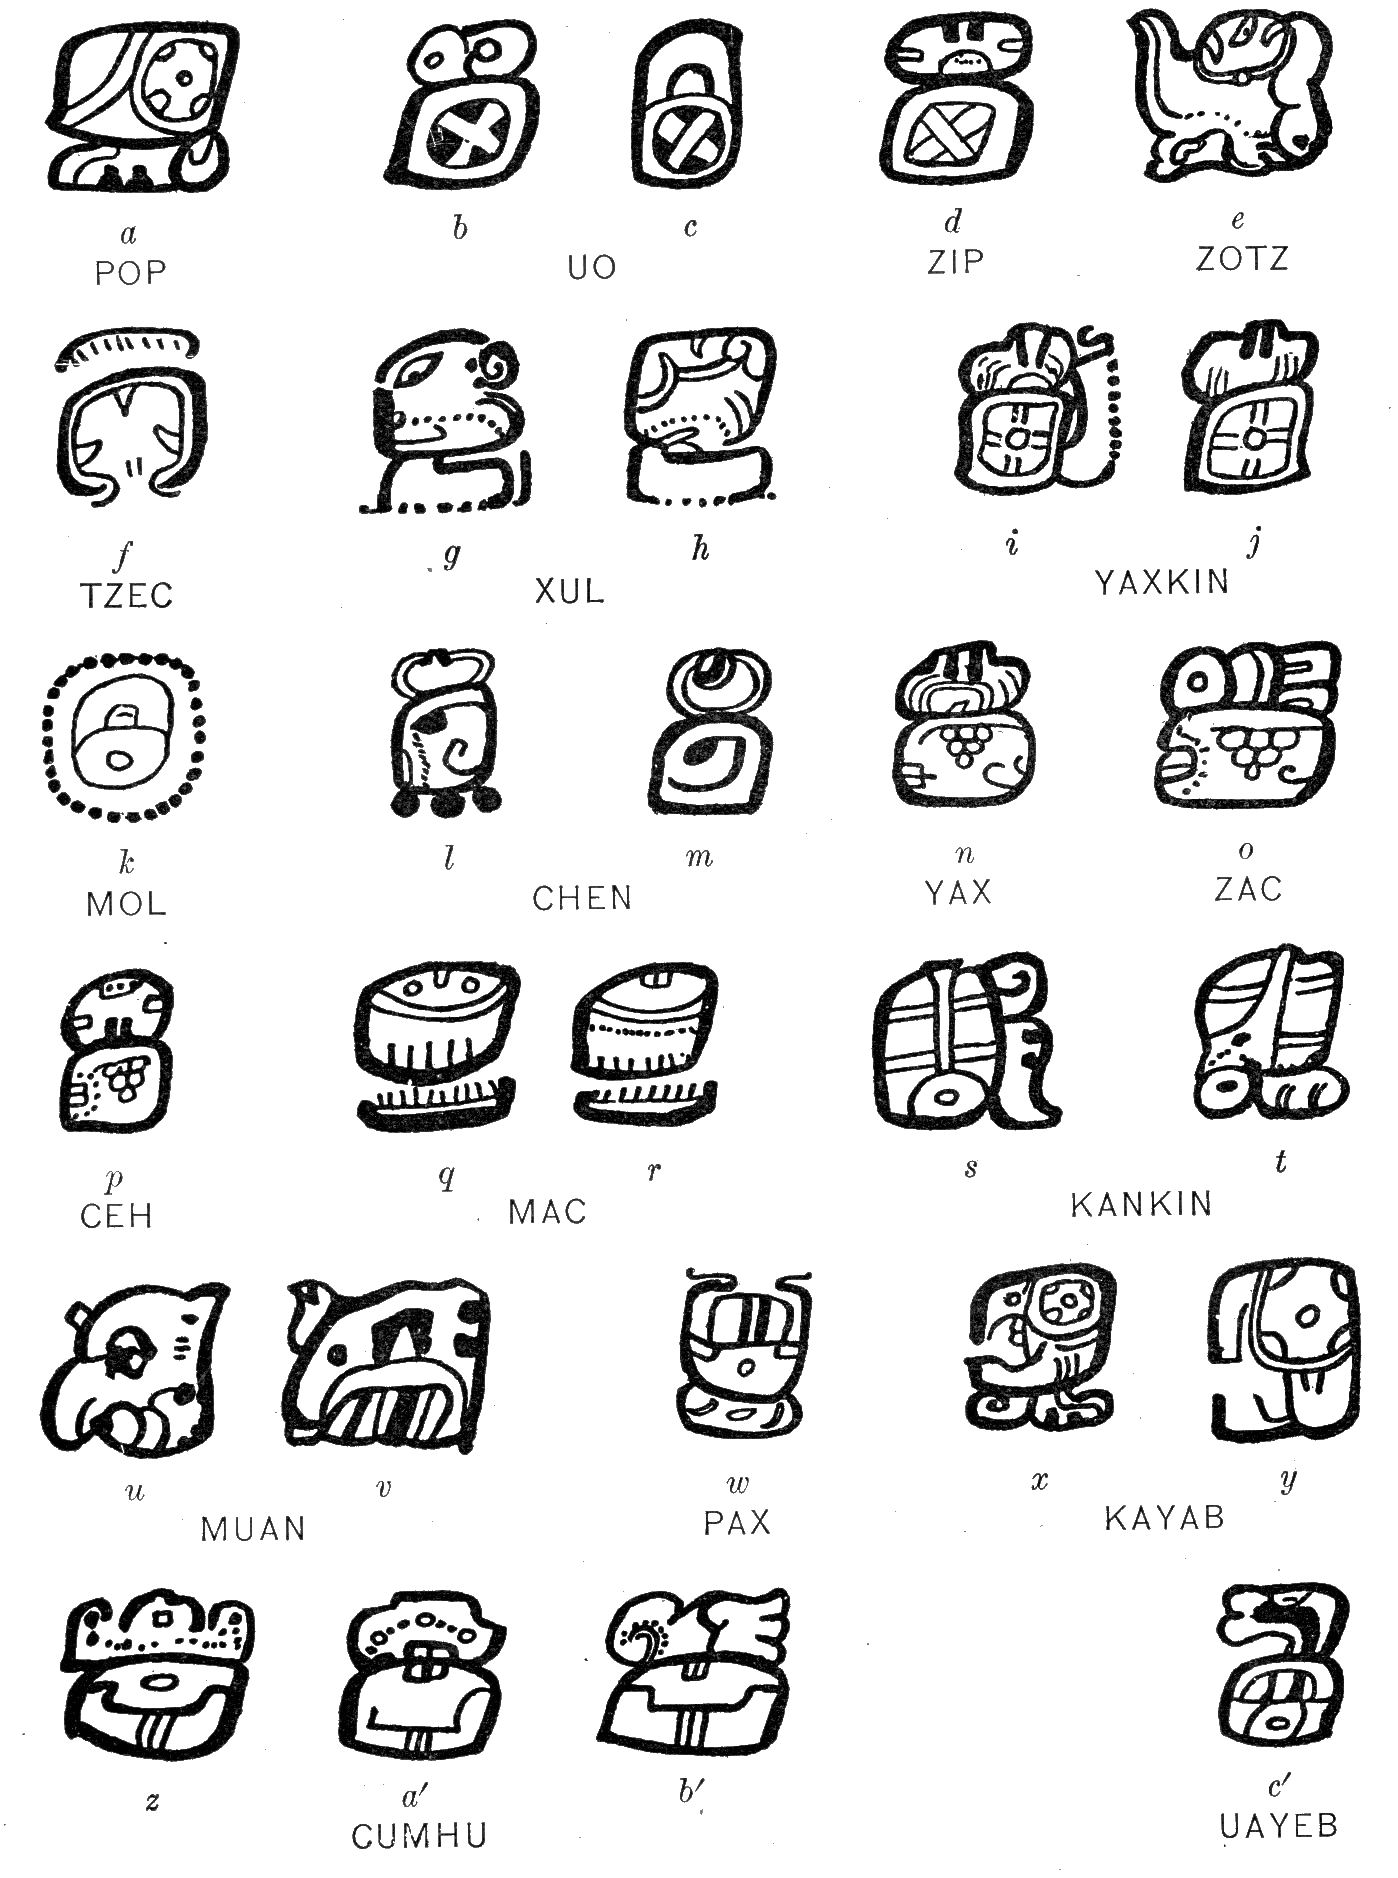 a b c d e
POP UO ZIP ZOTZ
f g h i j
TZEC XUL YAXKIN
k l m n o
MOL CHEN YAX ZAC
p q r s t
CEH MAC KANKIN
u v w x y
MUAN PAX KAYAB
z a′ b′ c′
CUMHU UAYEB